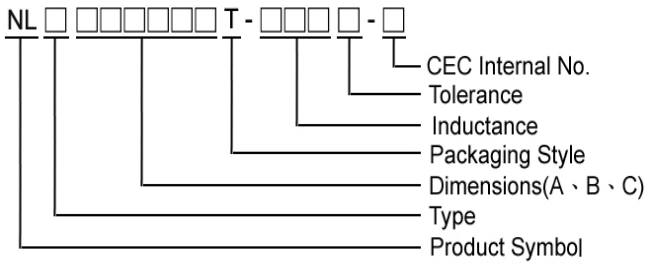 NL□ □□□□□□T-□□□□-□
CEC Internal No.
Tolerance
Inductance
Packaging Style
Dimensions(A、B、C)
Type
Product Symbol